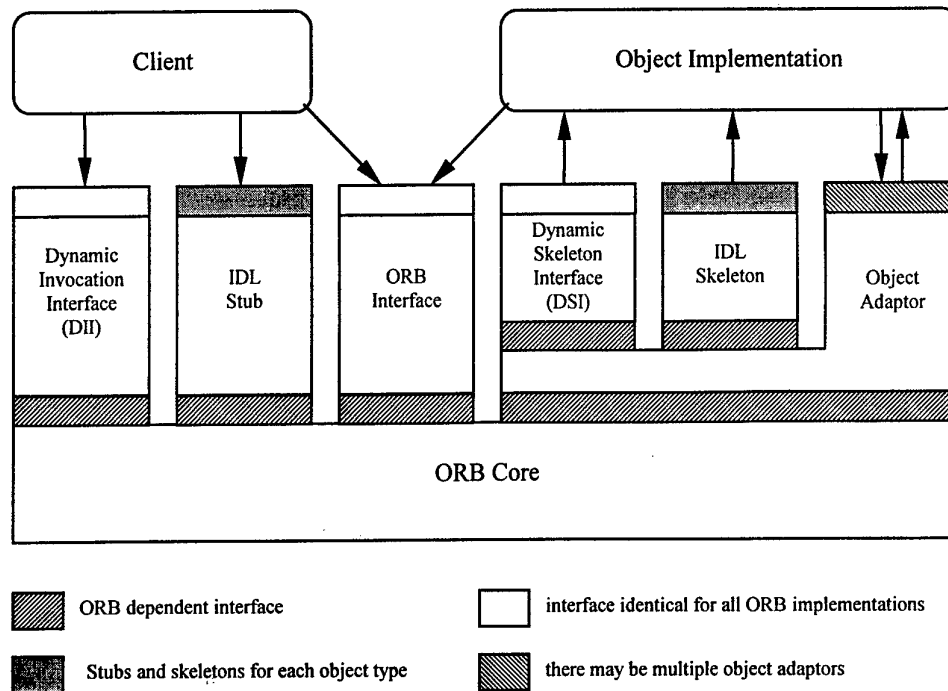 Client
Object Implementation
Dynamic
Invocation
Interface
(DII)
IDL
Stub
ORB
Interface
Dynamic
Skeleton
Interface
(DSI)
IDL
Skeleton
Object
Adaptor
ORB Core
ORB dependent interface
interface identical for all ORB implementations
Stubs and skeletons for each object type
there may be multiple object adaptors